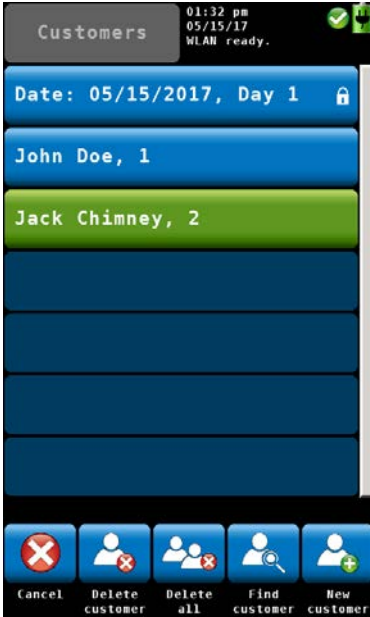 Customers
01:32 pm
05/15/17
WLAN ready.
Date: 05/15/2017, Day 1
John Doe, 1
Jack Chimney, 2
Cancel
Delete customer
Delete all
Find customer
New customer